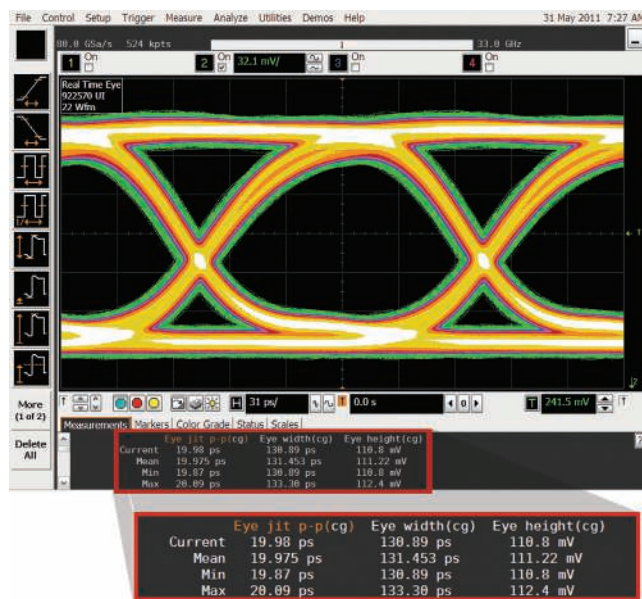 File Control Setup Trigger Measure Analyze Utilities Demos Help 31 May 2011 7:27 AM
80.0 GSa/s 524 kpts 33.0 GHz
1 On 2 On 32.1 mV/ 3 On 4 On
Real Time Eye
922570 UI
22 Wfm
More
(1 of 2)
Delete
All
H 31 ps/ T 0.0 s 0 T 241.5 mV
Measurements Markers Color Grade Status Scales
Eye jit p-p(cg) Eye width(cg) Eye height(cg)
Current 19.98 ps 130.89 ps 110.8 mV
Mean 19.975 ps 131.453 ps 111.22 mV
Min 19.87 ps 130.89 ps 110.8 mV
Max 20.09 ps 133.30 ps 112.4 mV
Eye jit p-p(cg) Eye width(cg) Eye height(cg)
Current 19.98 ps 130.89 ps 110.8 mV
Mean 19.975 ps 131.453 ps 111.22 mV
Min 19.87 ps 130.89 ps 110.8 mV
Max 20.09 ps 133.30 ps 112.4 mV